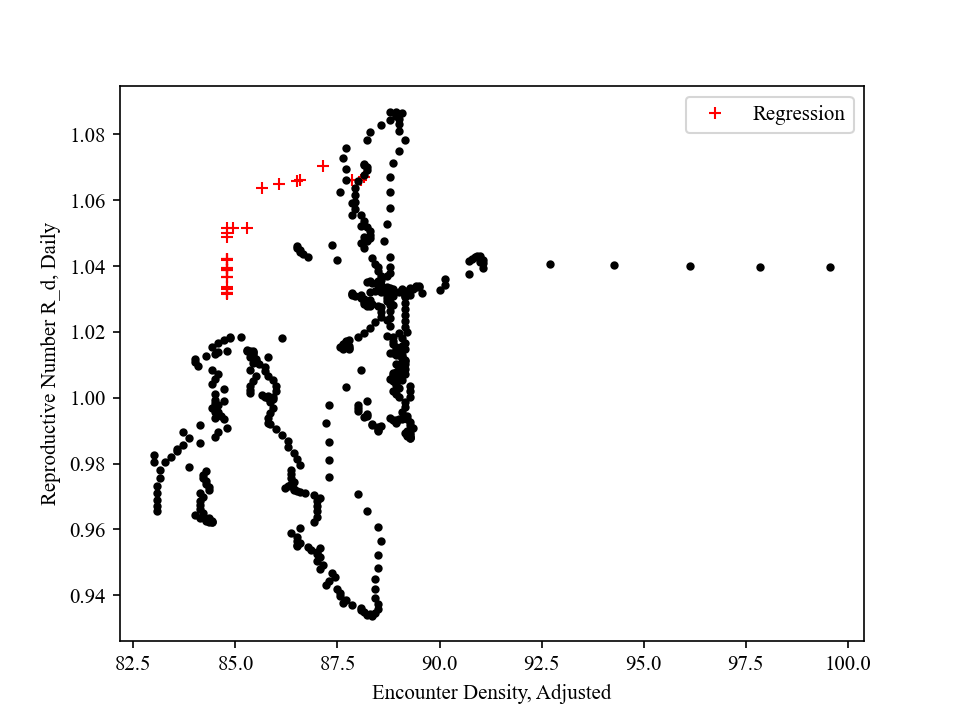 Regression
1.08
1.06
1.04
1.02
1.00
0.98
0.96
0.94
Reproductive Number R_d, Daily
82.5 85.0 87.5 90.0 92.5 95.0 97.5 100.0
Encounter Density, Adjusted